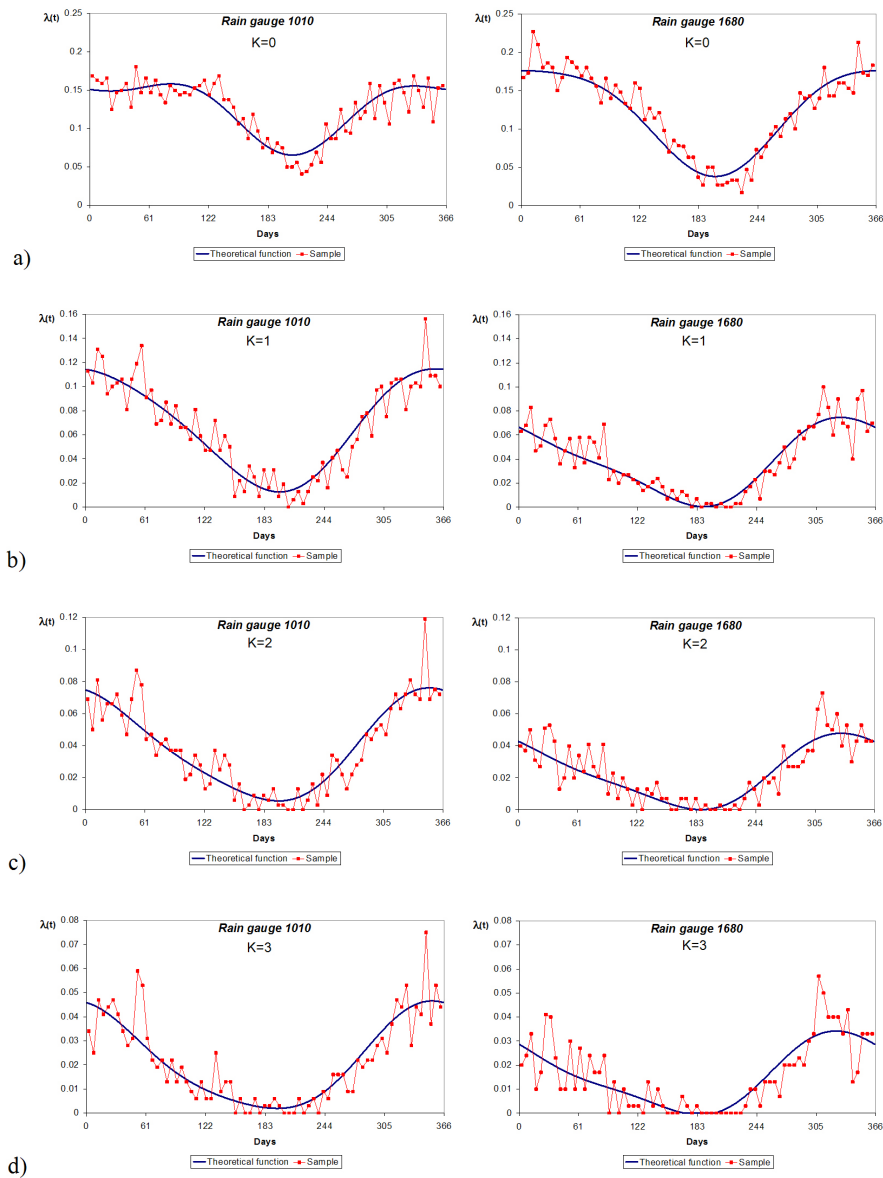 λ(t)
Rain gauge 1010
K=0
0.25
0.2
0.15
0.1
0.05
0
0 61 122 183 244 305 366
Days
Theoretical function Sample
a)
λ(t)
Rain gauge 1680
K=0
0.25
0.2
0.15
0.1
0.05
0
0 61 122 183 244 305 366
Days
Theoretical function Sample
λ(t)
Rain gauge 1010
K=1
0.16
0.14
0.12
0.1
0.08
0.06
0.04
0.02
0
0 61 122 183 244 305 366
Days
Theoretical function Sample
b)
λ(t)
Rain gauge 1680
K=1
0.16
0.14
0.12
0.1
0.08
0.06
0.04
0.02
0
0 61 122 183 244 305 366
Days
Theoretical function Sample
λ(t)
Rain gauge 1010
K=2
0.12
0.1
0.08
0.06
0.04
0.02
0
0 61 122 183 244 305 366
Days
Theoretical function Sample
c)
λ(t)
Rain gauge 1680
K=2
0.12
0.1
0.08
0.06
0.04
0.02
0
0 61 122 183 244 305 366
Days
Theoretical function Sample
λ(t)
Rain gauge 1010
K=3
0.08
0.07
0.06
0.05
0.04
0.03
0.02
0.01
0
0 61 122 183 244 305 366
Days
Theoretical function Sample
d)
λ(t)
Rain gauge 1680
K=3
0.08
0.07
0.06
0.05
0.04
0.03
0.02
0.01
0
0 61 122 183 244 305 366
Days
Theoretical function Sample